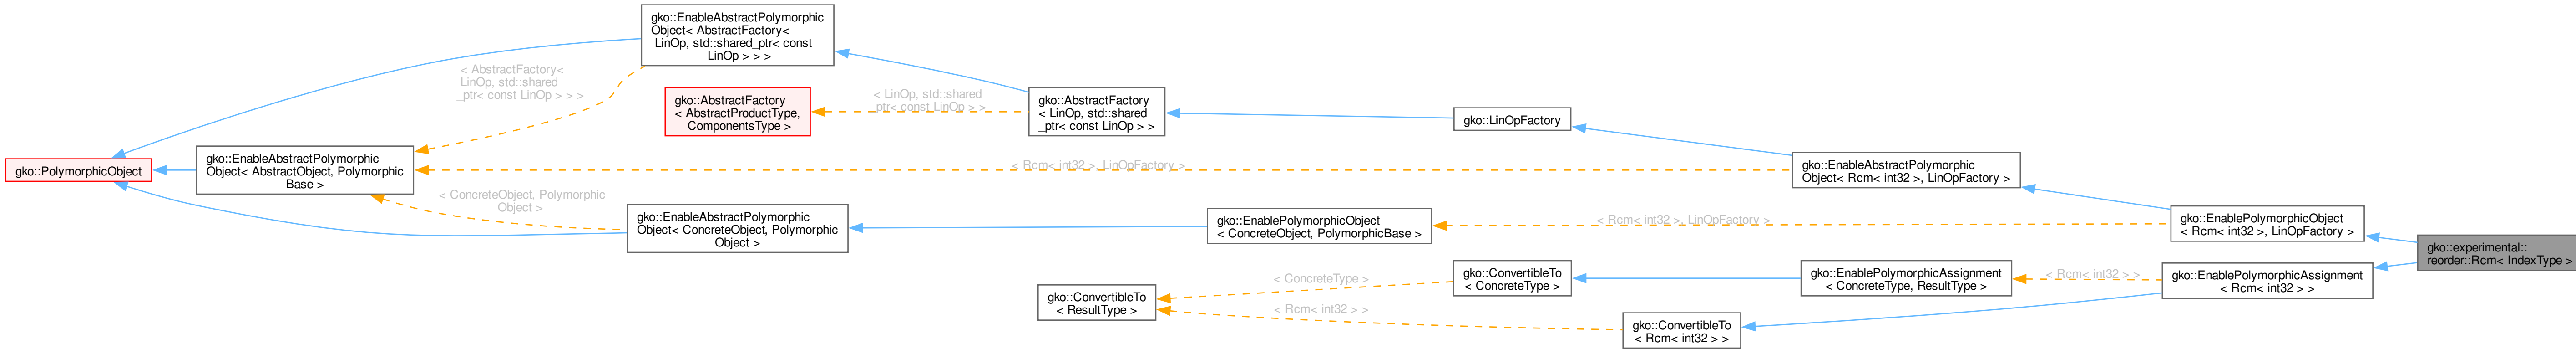 gko::EnableAbstractPolymorphic
Object< AbstractFactory<
LinOp, std::shared_ptr< const
LinOp > > >
< AbstractFactory<
LinOp, std::shared
_ptr< const LinOp > > >
gko::AbstractFactory
< AbstractProductType,
ComponentsType >
< LinOp, std::shared
_ptr< const LinOp > >
gko::AbstractFactory
< LinOp, std::shared
_ptr< const LinOp > >
gko::LinOpFactory
gko::PolymorphicObject
gko::EnableAbstractPolymorphic
Object< AbstractObject, Polymorphic
Base >
< Rcm< int32 >, LinOpFactory >
gko::EnableAbstractPolymorphic
Object< Rcm< int32 >, LinOpFactory >
< ConcreteObject, Polymorphic
Object >
gko::EnableAbstractPolymorphic
Object< ConcreteObject, Polymorphic
Object >
gko::EnablePolymorphicObject
< ConcreteObject, PolymorphicBase >
< Rcm< int32 >, LinOpFactory >
gko::EnablePolymorphicObject
< Rcm< int32 >, LinOpFactory >
gko::experimental::
reorder::Rcm< IndexType >
gko::ConvertibleTo
< ResultType >
< ConcreteType >
< Rcm< int32 > >
gko::ConvertibleTo
< ConcreteType >
gko::EnablePolymorphicAssignment
< ConcreteType, ResultType >
< Rcm< int32 > >
gko::EnablePolymorphicAssignment
< Rcm< int32 > >
gko::ConvertibleTo
< Rcm< int32 > >